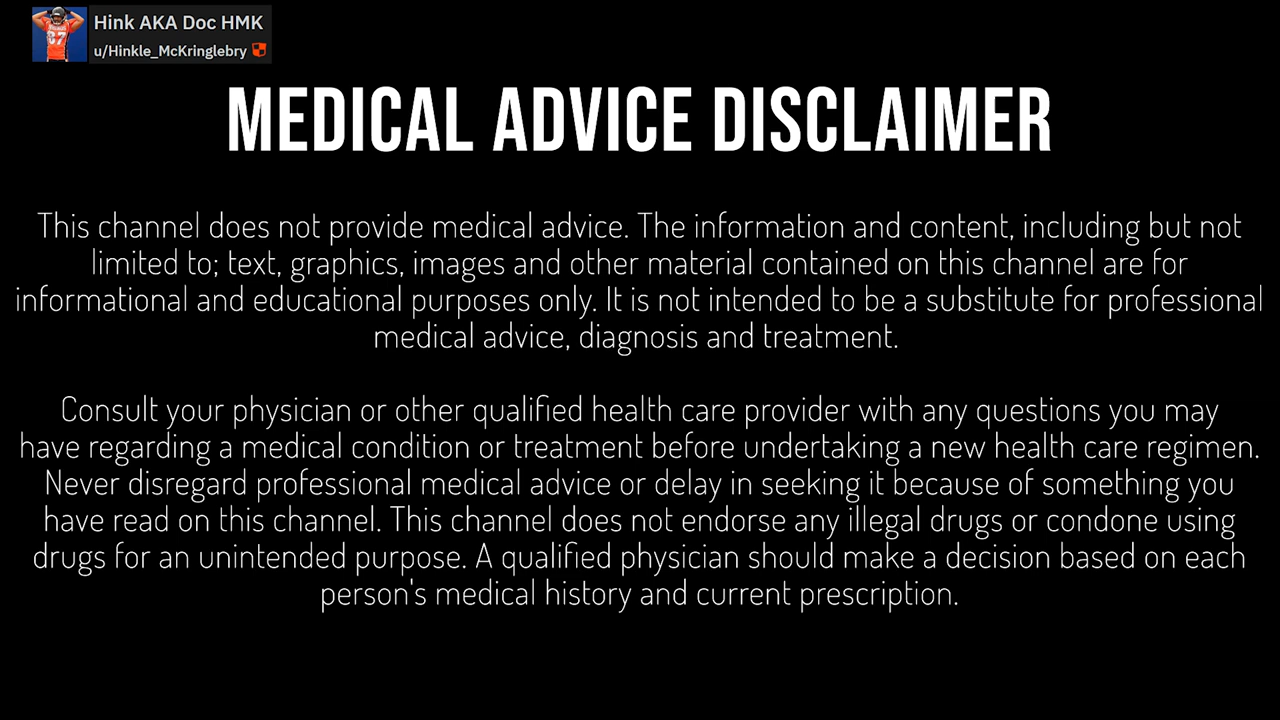 Hink AKA Doc HMK
u/Hinkle_McKringlebry
87
MEDICAL ADVICE DISCLAIMER
This channel does not provide medical advice. The information and content, including but not
limited to; text, graphics, images and other material contained on this channel are for
informational and educational purposes only. It is not intended to be a substitute for professional
medical advice, diagnosis and treatment.
Consult your physician or other qualified health care provider with any questions you may
have regarding a medical condition or treatment before undertaking a new health care regimen.
Never disregard professional medical advice or delay in seeking it because of something you
have read on this channel. This channel does not endorse any illegal drugs or condone using
drugs for an unintended purpose. A qualified physician should make a decision based on each
person's medical history and current prescription.